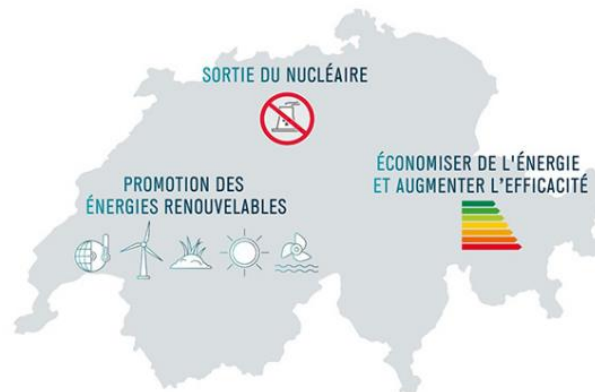 SORTIE DU NUCLÉAIRE
PROMOTION DES
ÉNERGIES RENOUVELABLES
ÉCONOMISER DE L'ÉNERGIE
ET AUGMENTER L'EFFICACITÉ